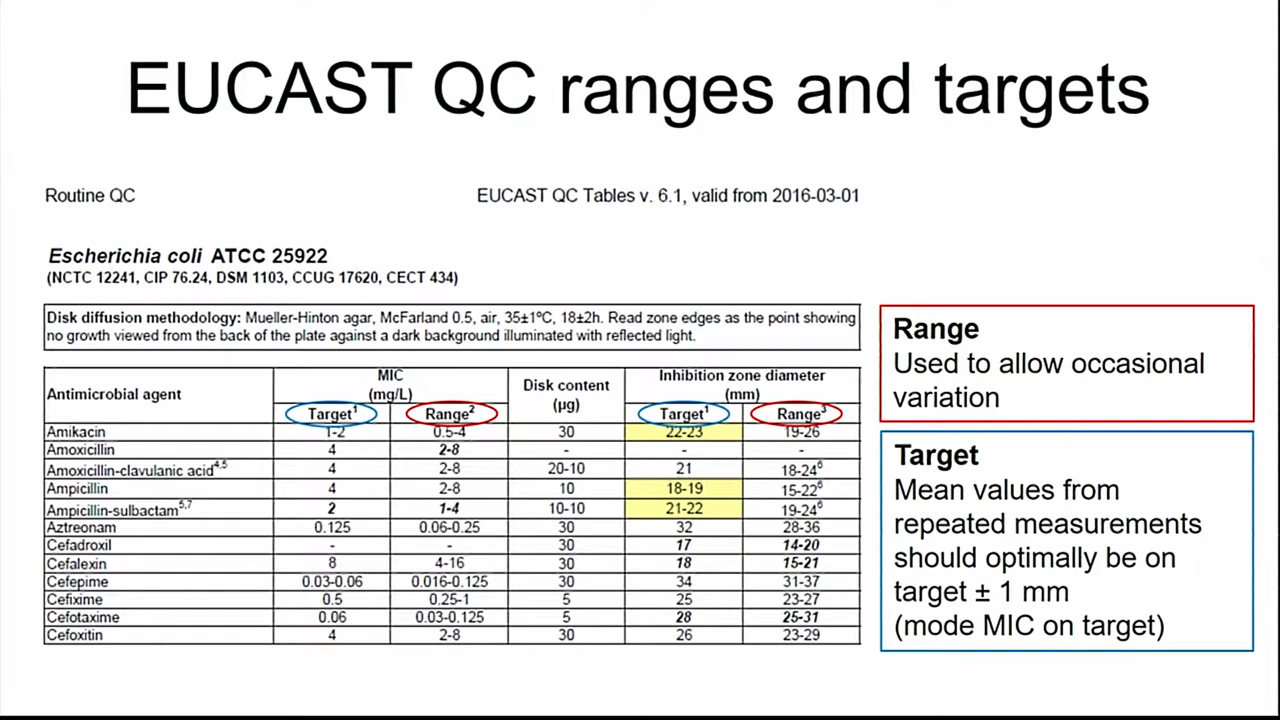 EUCAST QC ranges and targets
Routine QC EUCAST QC Tables v. 6.1, valid from 2016-03-01
Escherichia coli ATCC 25922
(NCTC 12241, CIP 76.24, DSM 1103, CCUG 17620, CECT 434)
Disk diffusion methodology: Mueller-Hinton agar, McFarland 0.5, air, 35±1ºC, 18±2h. Read zone edges as the point showing
no growth viewed from the back of the plate against a dark background illuminated with reflected light.
Antimicrobial agent MIC (mg/L) Disk content (µg) Inhibition zone diameter (mm)
Target¹ Range² Target¹ Range³
Amikacin 1-2 0.5-4 30 22-23 19-26
Amoxicillin 4 2-8 - - -
Amoxicillin-clavulanic acid⁴,⁵ 4 2-8 20-10 21 18-24⁶
Ampicillin 4 2-8 10 18-19 15-22⁶
Ampicillin-sulbactam⁵,⁷ 2 1-4 10-10 21-22 19-24⁶
Aztreonam 0.125 0.06-0.25 30 32 28-36
Cefadroxil - - 30 17 14-20
Cefalexin 8 4-16 30 18 15-21
Cefepime 0.03-0.06 0.016-0.125 30 34 31-37
Cefixime 0.5 0.25-1 5 25 23-27
Cefotaxime 0.06 0.03-0.125 5 28 25-31
Cefoxitin 4 2-8 30 26 23-29
Range
Used to allow occasional
variation
Target
Mean values from
repeated measurements
should optimally be on
target ± 1 mm
(mode MIC on target)